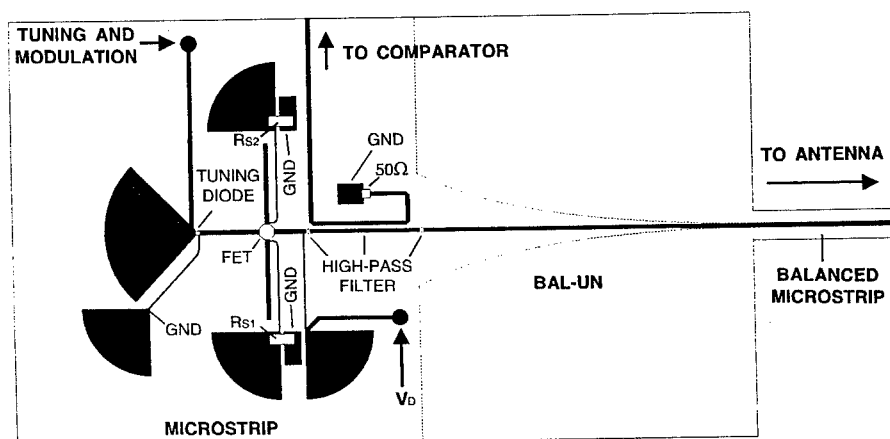 TUNING AND
MODULATION
TO COMPARATOR
RS2
GND
GND
50Ω
TO ANTENNA
TUNING
DIODE
FET
HIGH-PASS
FILTER
BAL-UN
BALANCED
MICROSTRIP
GND
GND
RS1
VD
MICROSTRIP